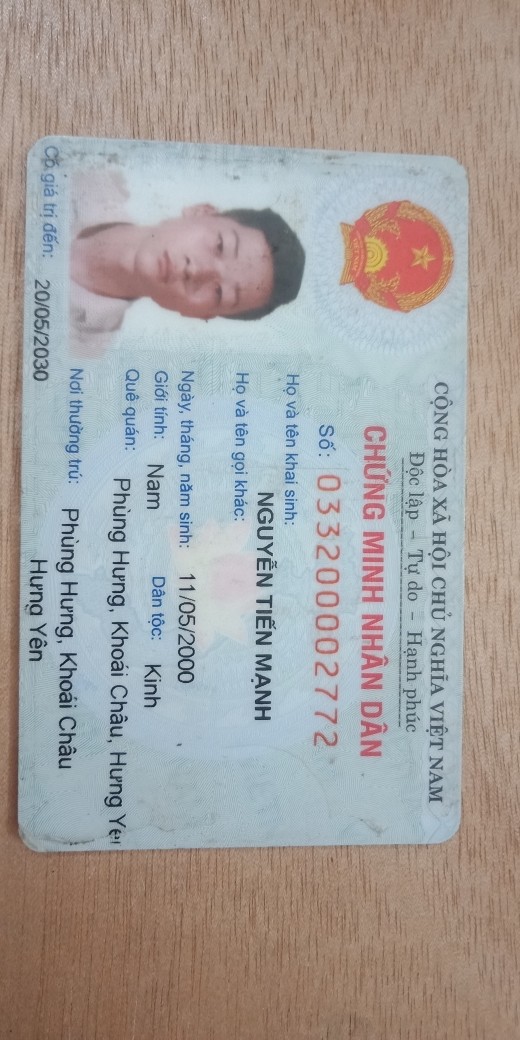 CỘNG HÒA XÃ HỘI CHỦ NGHĨA VIỆT NAM
Độc lập – Tự do – Hạnh phúc
CHỨNG MINH NHÂN DÂN
Số: 033200002772
Họ và tên khai sinh:
NGUYỄN TIẾN MẠNH
Họ và tên gọi khác:
Ngày, tháng, năm sinh: 11/05/2000
Giới tính: Nam Dân tộc: Kinh
Quê quán:
Phùng Hưng, Khoái Châu, Hưng Yên
Nơi thường trú: Phùng Hưng, Khoái Châu
Hưng Yên
Có giá trị đến: 20/05/2030
VIỆT NAM